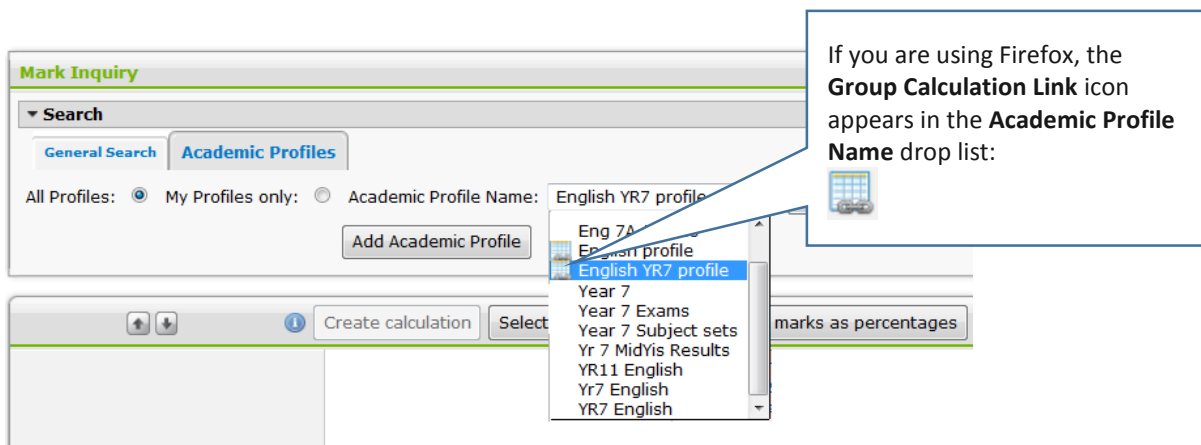 If you are using Firefox, the
Group Calculation Link icon
appears in the Academic Profile
Name drop list:
Mark Inquiry
Search
General Search Academic Profiles
All Profiles: My Profiles only: Academic Profile Name: English YR7 profile
Add Academic Profile
Eng 7A
English profile
English YR7 profile
Year 7
Year 7 Exams
Year 7 Subject sets
Yr 7 MidYis Results
YR11 English
Yr7 English
YR7 English
Create calculation Select marks as percentages